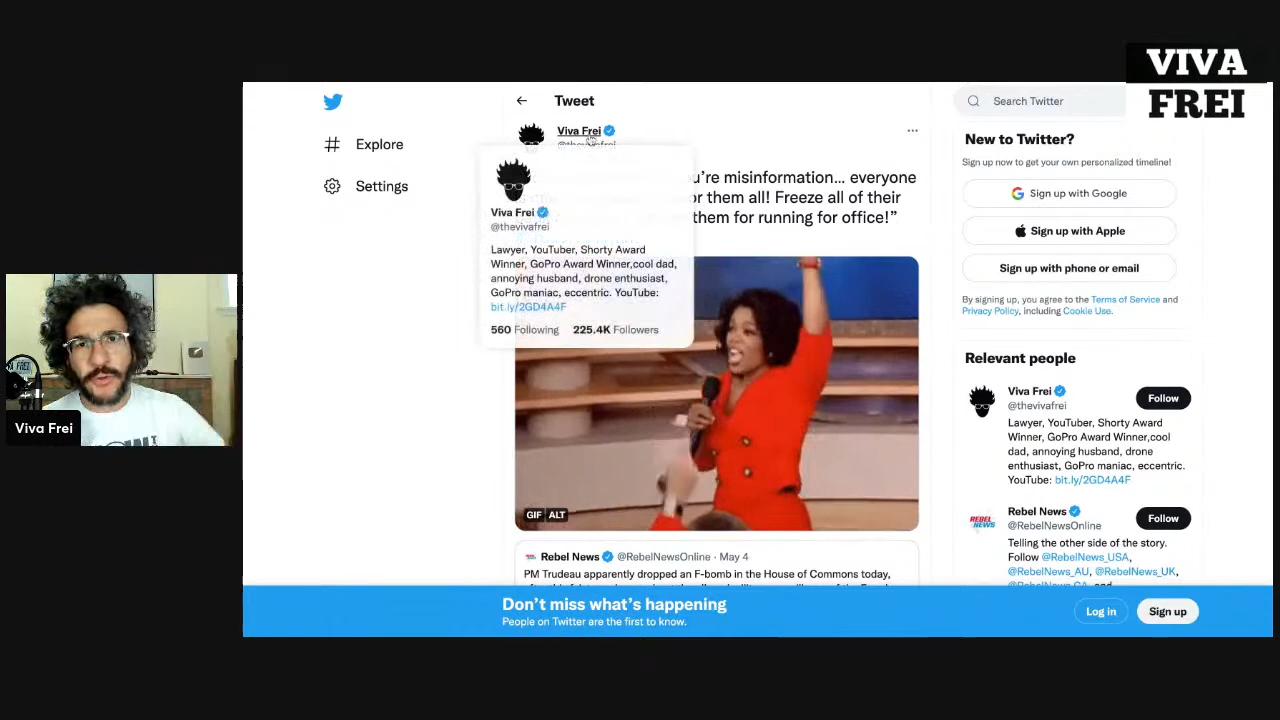 VIVA
FREI
Explore
Settings
Tweet
Viva Frei
@thevivafrei
u're misinformation... everyone
or them all! Freeze all of their
them for running for office!”
Viva Frei
@thevivafrei
Lawyer, YouTuber, Shorty Award
Winner, GoPro Award Winner,cool dad,
annoying husband, drone enthusiast,
GoPro maniac, eccentric. YouTube:
bit.ly/2GD4A4F
560 Following 225.4K Followers
GIF ALT
Rebel News @RebelNewsOnline · May 4
PM Trudeau apparently dropped an F-bomb in the House of Commons today,
Search Twitter
New to Twitter?
Sign up now to get your own personalized timeline!
Sign up with Google
Sign up with Apple
Sign up with phone or email
By signing up, you agree to the Terms of Service and
Privacy Policy, including Cookie Use.
Relevant people
Viva Frei
@thevivafrei
Follow
Lawyer, YouTuber, Shorty Award
Winner, GoPro Award Winner,cool
dad, annoying husband, drone
enthusiast, GoPro maniac, eccentric.
YouTube: bit.ly/2GD4A4F
REBEL
NEWS
Rebel News
@RebelNewsOnline
Follow
Telling the other side of the story.
Follow @RebelNews_USA,
@RebelNews_AU, @RebelNews_UK,
@RebelNews_CA, and
Don't miss what's happening
People on Twitter are the first to know.
Log in
Sign up
Viva Frei